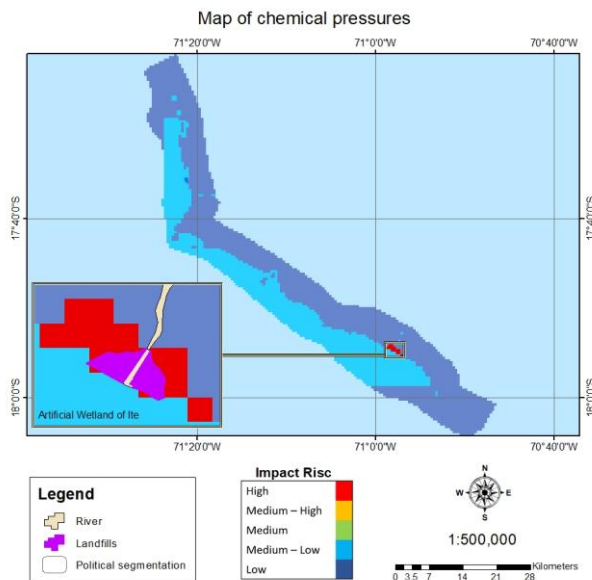 Map of chemical pressures
71°20'0"W 71°0'0"W 70°40'0"W
17°40'0"S 17°40'0"S
18°0'0"S 18°0'0"S
Artificial Wetland of Ite
71°20'0"W 71°0'0"W 70°40'0"W
Legend
River
Landfills
Political segmentation
Impact Risc
High
Medium – High
Medium
Medium – Low
Low
N
W E
S
1:500,000
Kilometers
0 3.5 7 14 21 28